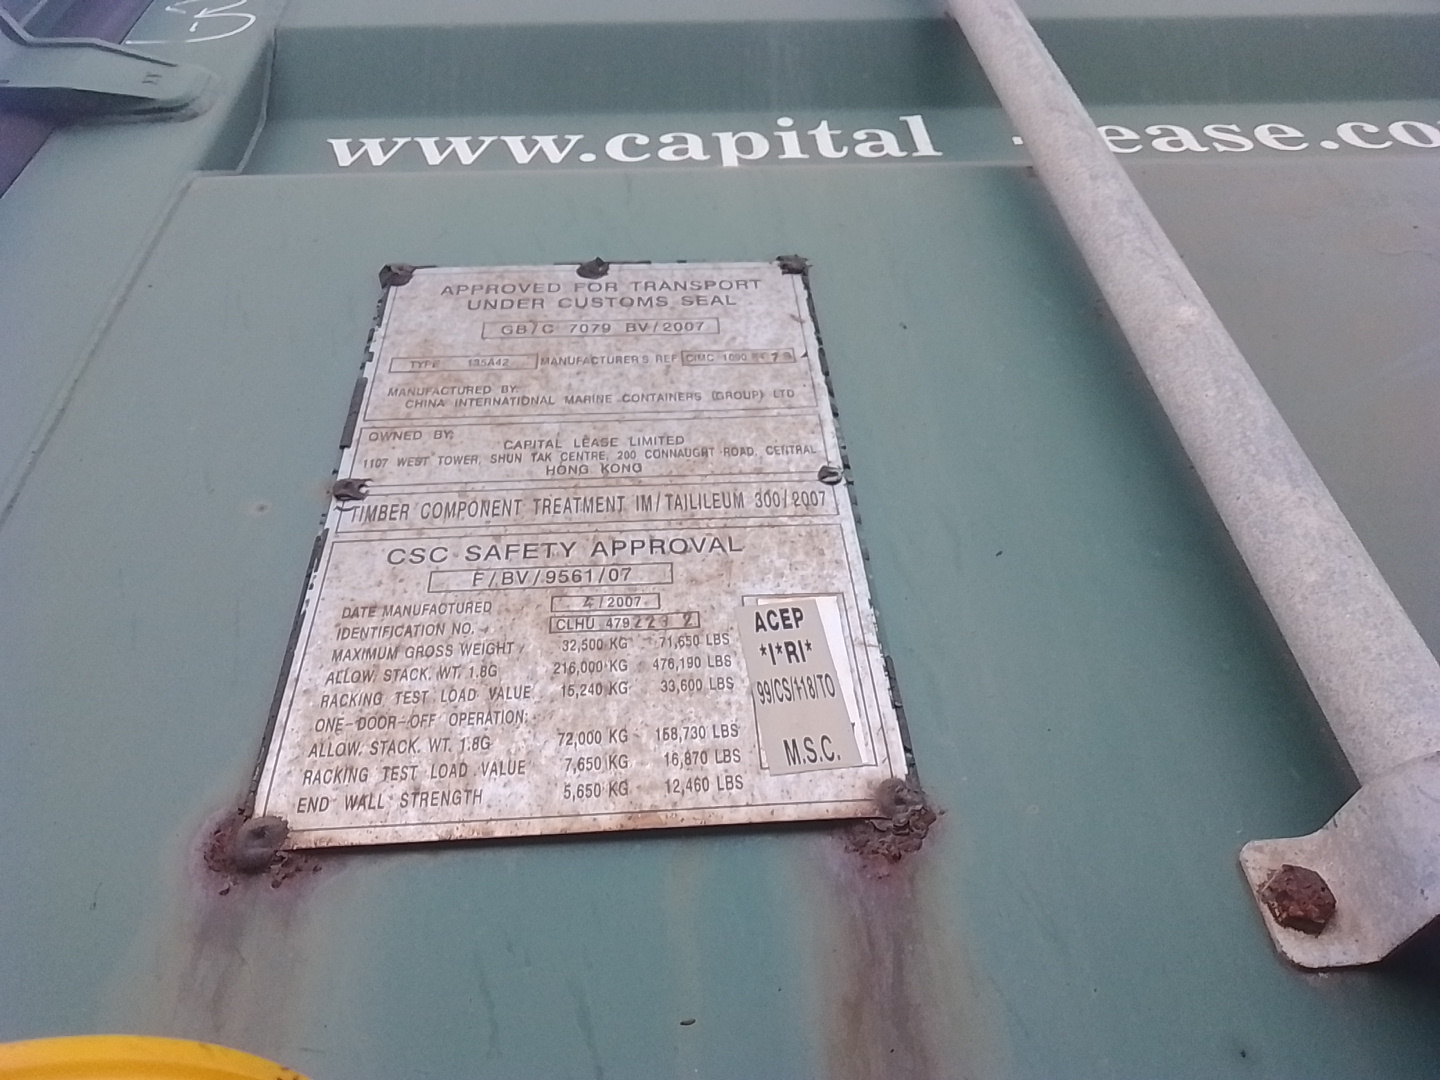 www.capital ease.co
APPROVED FOR TRANSPORT
UNDER CUSTOMS SEAL
GB/C 7079 BV/2007
TYPE
MANUFACTURER'S REF CIMC
MANUFACTURED BY:
CHINA INTERNATIONAL MARINE CONTAINERS (GROUP) LTD
OWNED BY:
CAPITAL LEASE LIMITED
1107 WEST TOWER, SHUN TAK CENTRE, 200 CONNAUGHT ROAD, CENTRAL
HONG KONG
TIMBER COMPONENT TREATMENT IM/TAILILEUM 300/2007
CSC SAFETY APPROVAL
F/BV/9561/07
DATE MANUFACTURED /2007
IDENTIFICATION NO. CLHU
MAXIMUM GROSS WEIGHT 32,500 KG 71,650 LBS
ALLOW. STACK. WT. 1.8G 216,000 KG 476,190 LBS
RACKING TEST LOAD VALUE 15,240 KG 33,600 LBS
ONE-DOOR-OFF OPERATION:
ALLOW. STACK. WT. 1.8G 72,000 KG 158,730 LBS
RACKING TEST LOAD VALUE 7,650 KG 16,870 LBS
END WALL STRENGTH 5,650 KG 12,460 LBS
ACEP
*I*RI*
99/CS/118/TO
M.S.C.